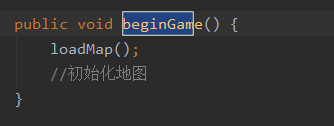 public void beginGame() {
    loadMap();
    //初始化地图
}